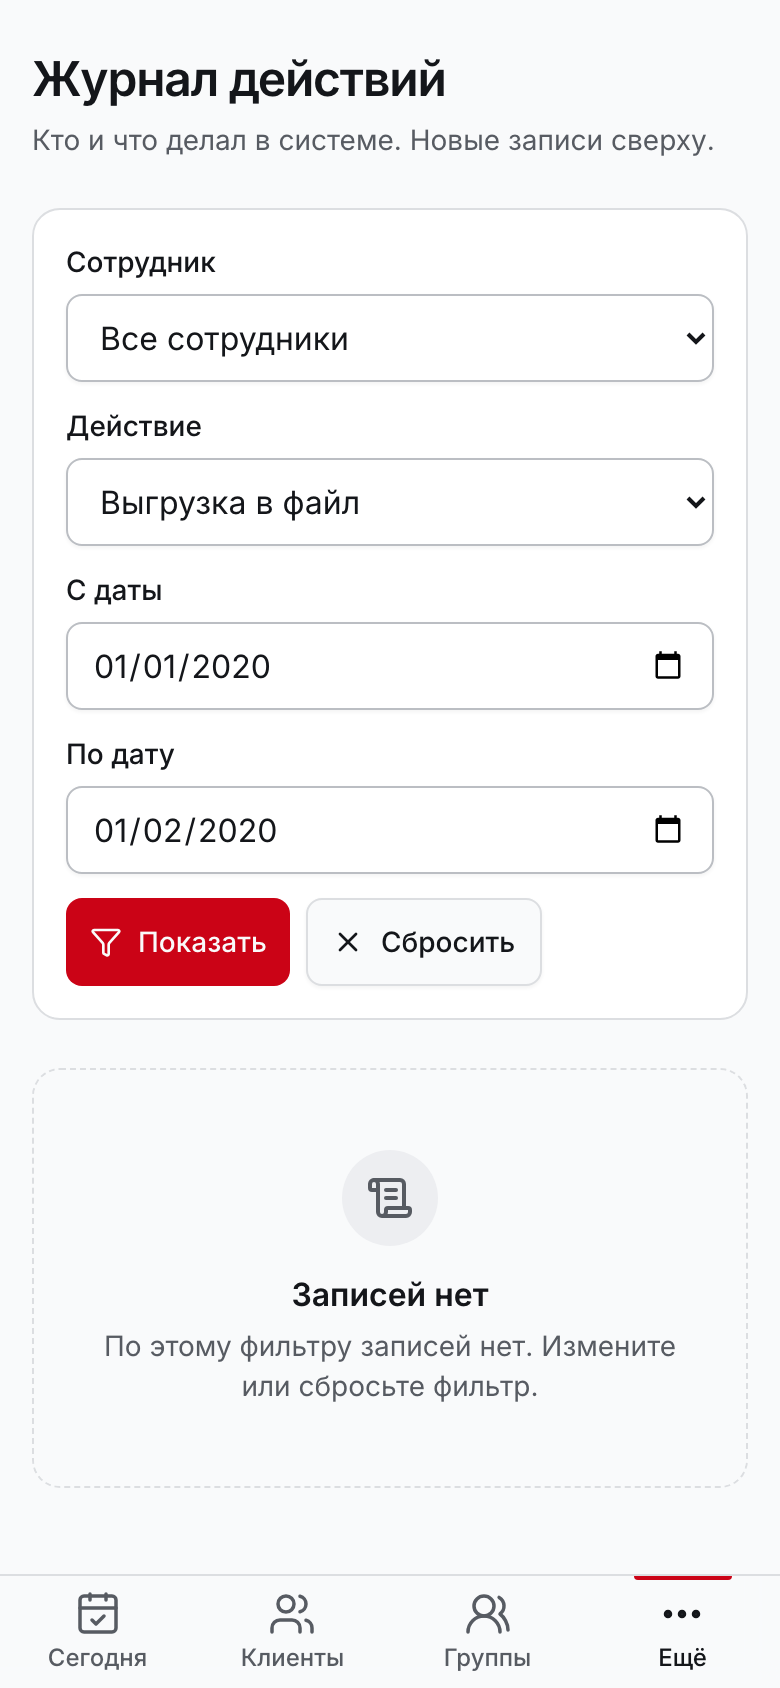 Журнал действий
Кто и что делал в системе. Новые записи сверху.
Сотрудник
Все сотрудники
Действие
Выгрузка в файл
С даты
01/01/2020
По дату
01/02/2020
Показать
Сбросить
Записей нет
По этому фильтру записей нет. Измените
или сбросьте фильтр.
Сегодня
Клиенты
Группы
Ещё